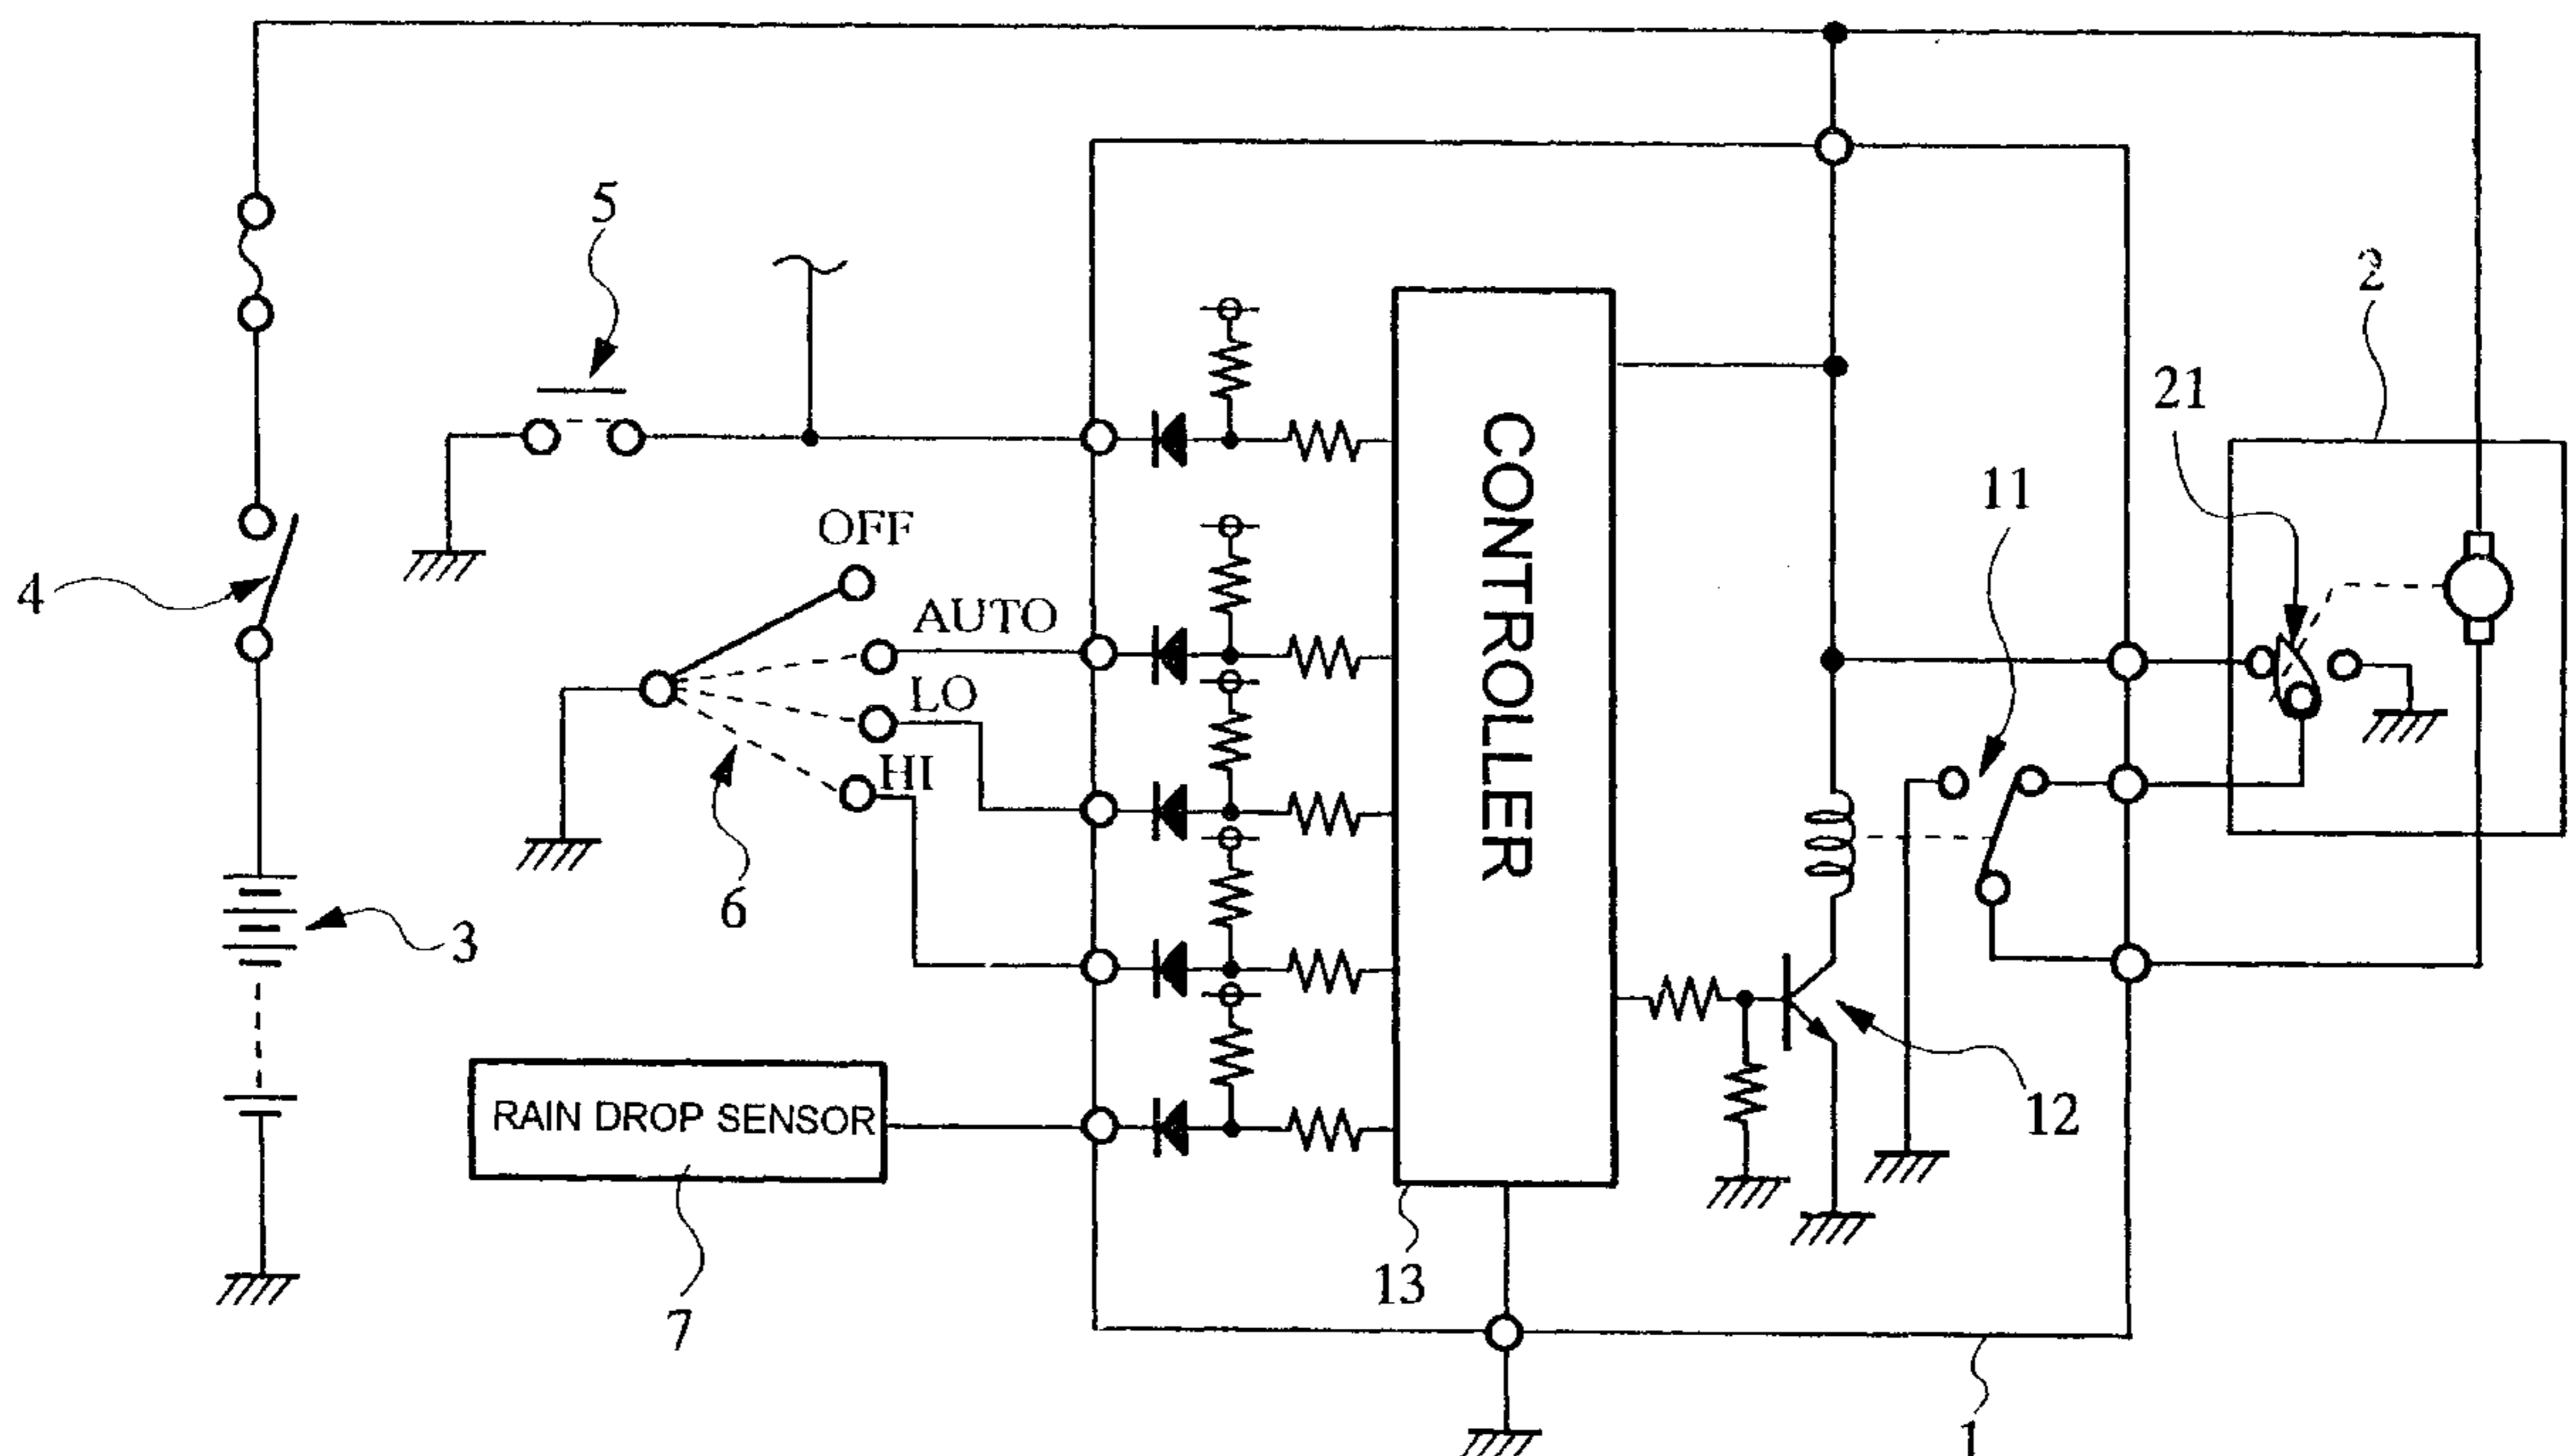 5
2
21
11
OFF
4
AUTO
LO
HI
CONTROLLER
6
3
RAIN DROP SENSOR
12
13
7
1